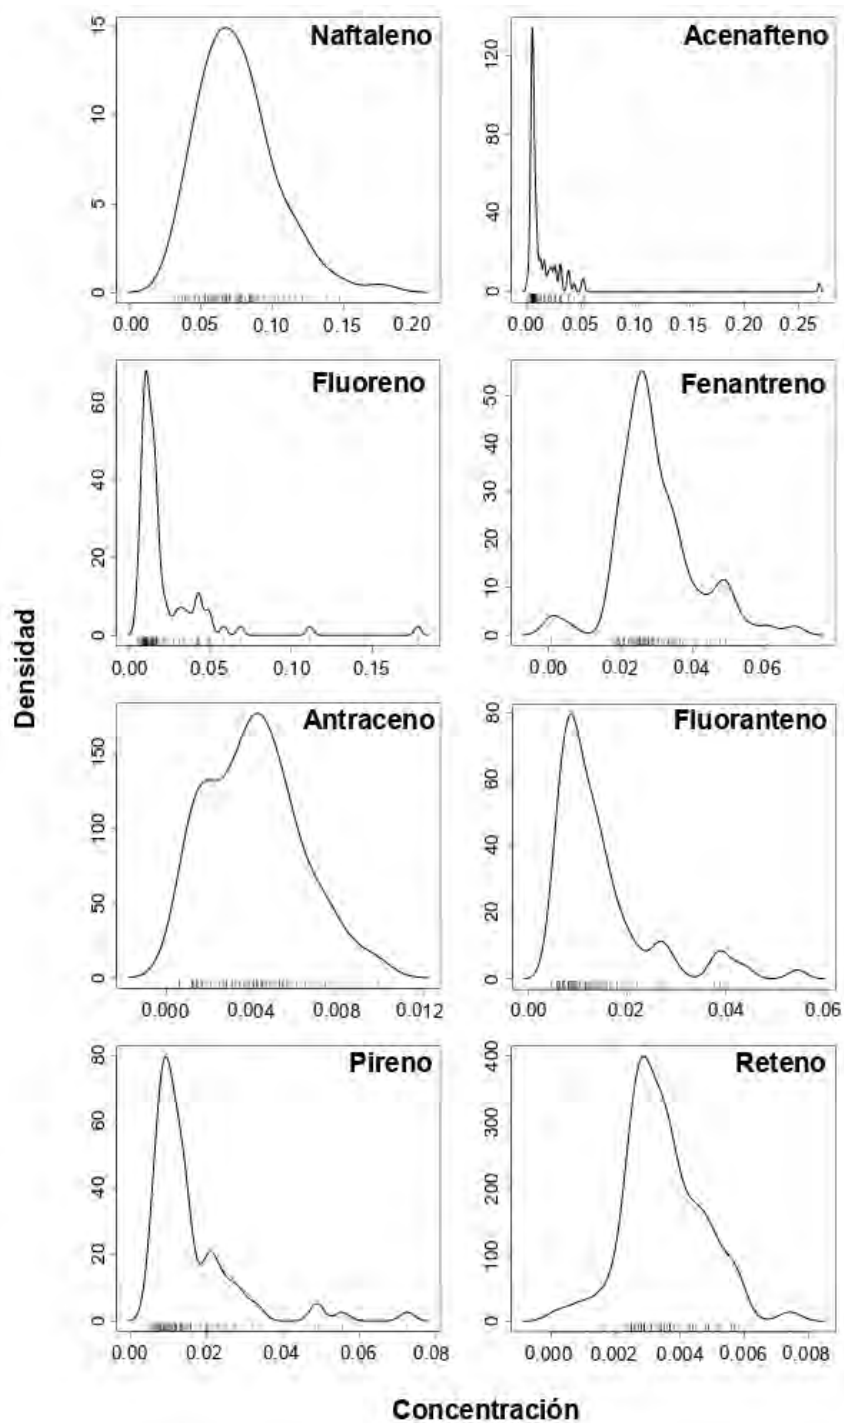 Naftaleno
15
10
5
0
0.00 0.05 0.10 0.15 0.20
Acenafteno
120
80
40
0
0.00 0.05 0.10 0.15 0.20 0.25
Fluoreno
60
40
20
0
0.00 0.05 0.10 0.15
Fenantreno
50
40
30
20
10
0
0.00 0.02 0.04 0.06
Densidad
Antraceno
150
100
50
0
0.000 0.004 0.008 0.012
Fluoranteno
80
60
40
20
0
0.00 0.02 0.04 0.06
Pireno
80
60
40
20
0
0.00 0.02 0.04 0.06 0.08
Reteno
400
300
200
100
0
0.000 0.002 0.004 0.006 0.008
Concentración